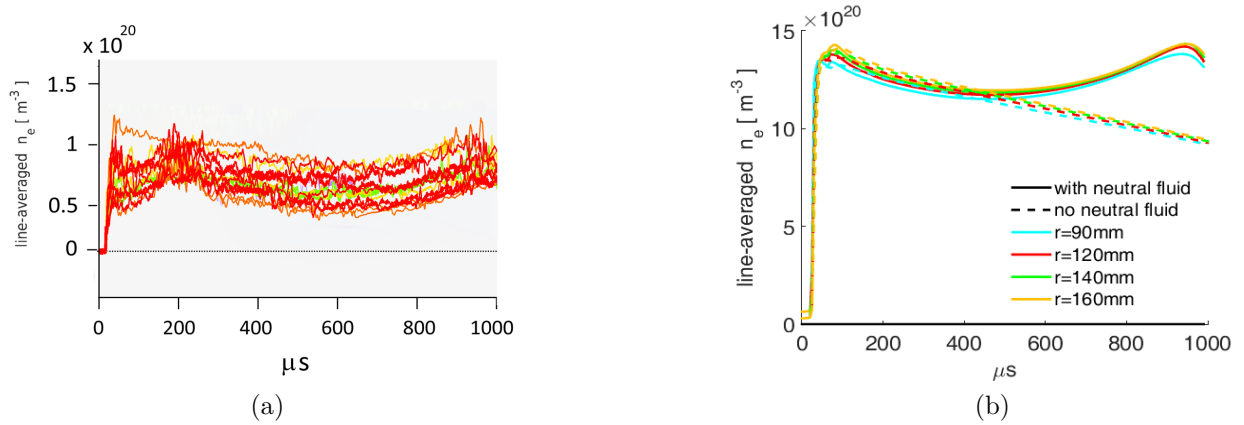 x 10^20
line-averaged n_e [ m^-3 ]
1.5
1
0.5
0
0
200
400
600
800
1000
μs
(a)
×10^20
line-averaged n_e [ m^-3 ]
15
10
5
0
with neutral fluid
no neutral fluid
r=90mm
r=120mm
r=140mm
r=160mm
200
400
600
800
1000
μs
(b)